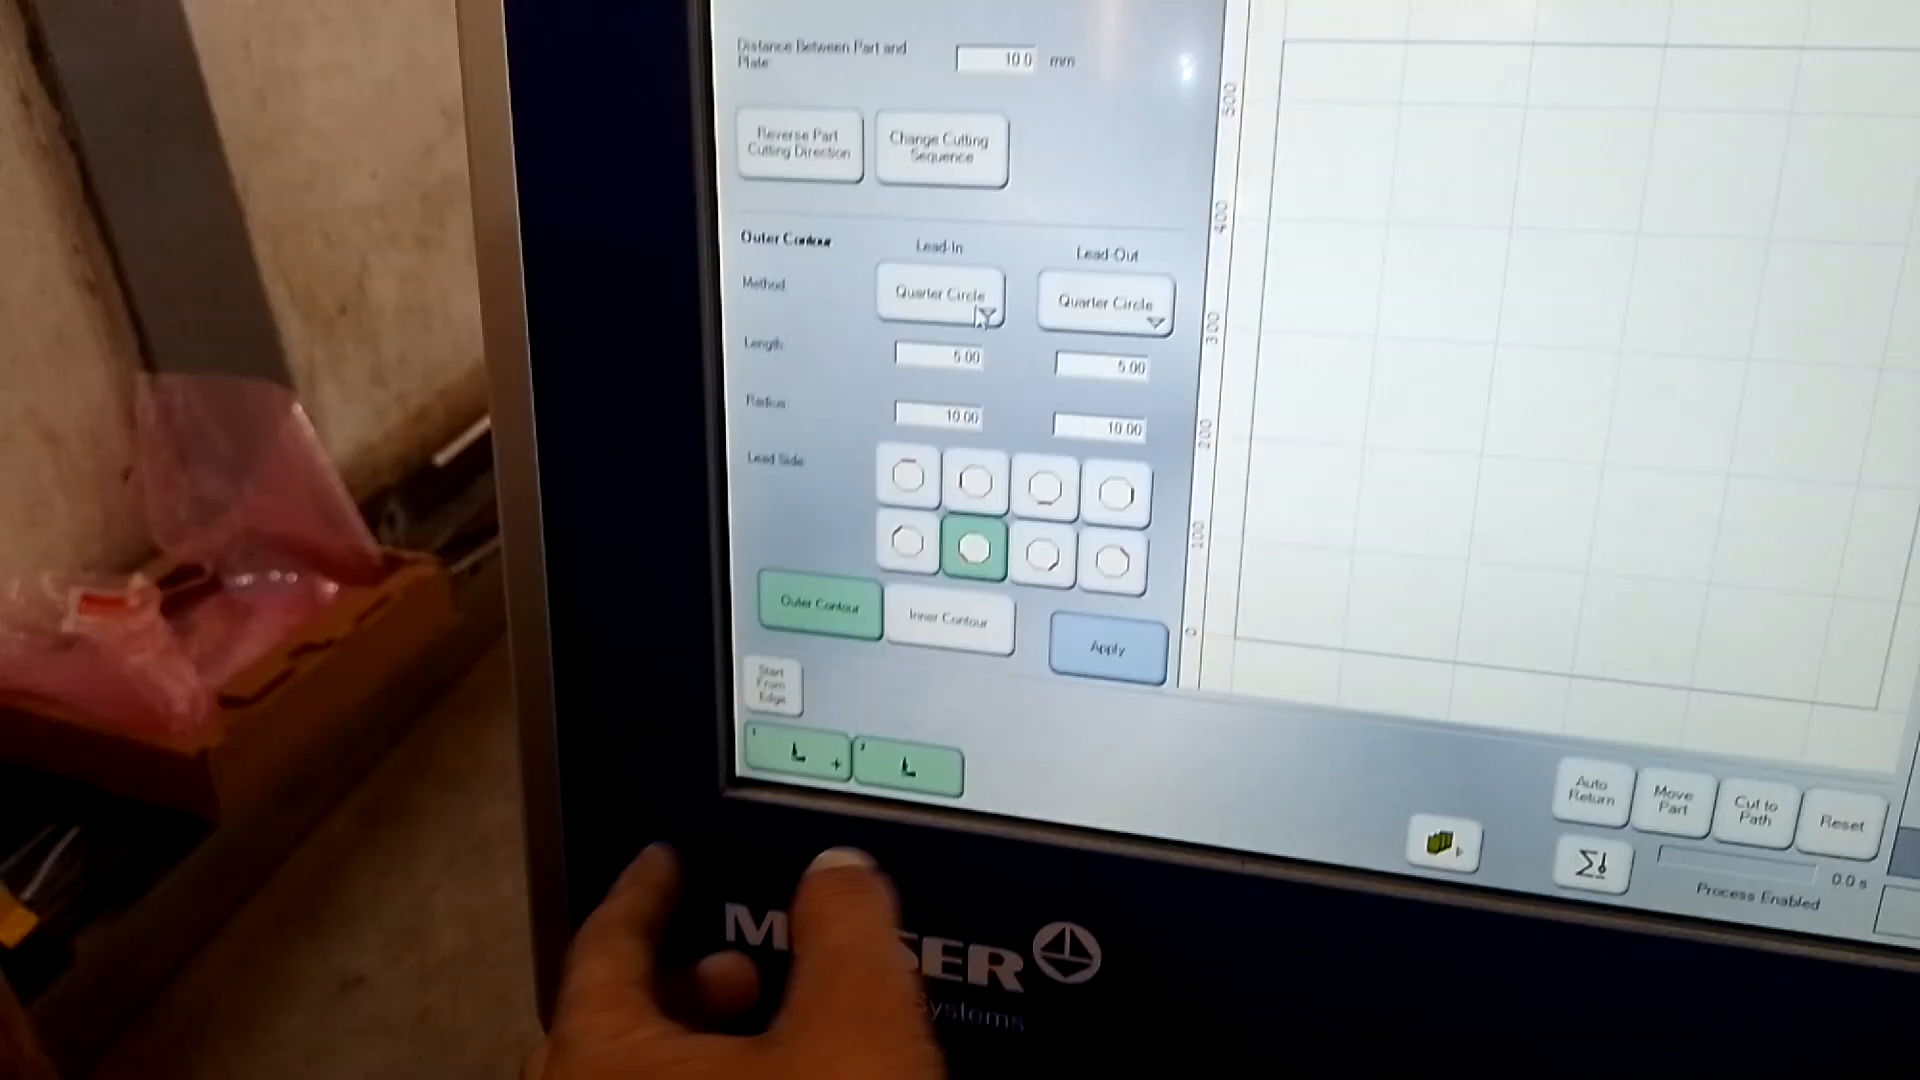 Distance Between Part and
Plate
10.0 mm
Reverse Part
Cutting Direction
Change Cutting
Sequence
Outer Contour
Lead-In
Lead-Out
Method
Quarter Circle
Quarter Circle
Length
5.00
5.00
Radius
10.00
10.00
Lead Side
Outer Contour
Inner Contour
Apply
Start
From
Edge
500
400
300
200
100
0
Auto
Return
Move
Part
Cut to
Path
Reset
0.0 s
Process Enabled
Systems